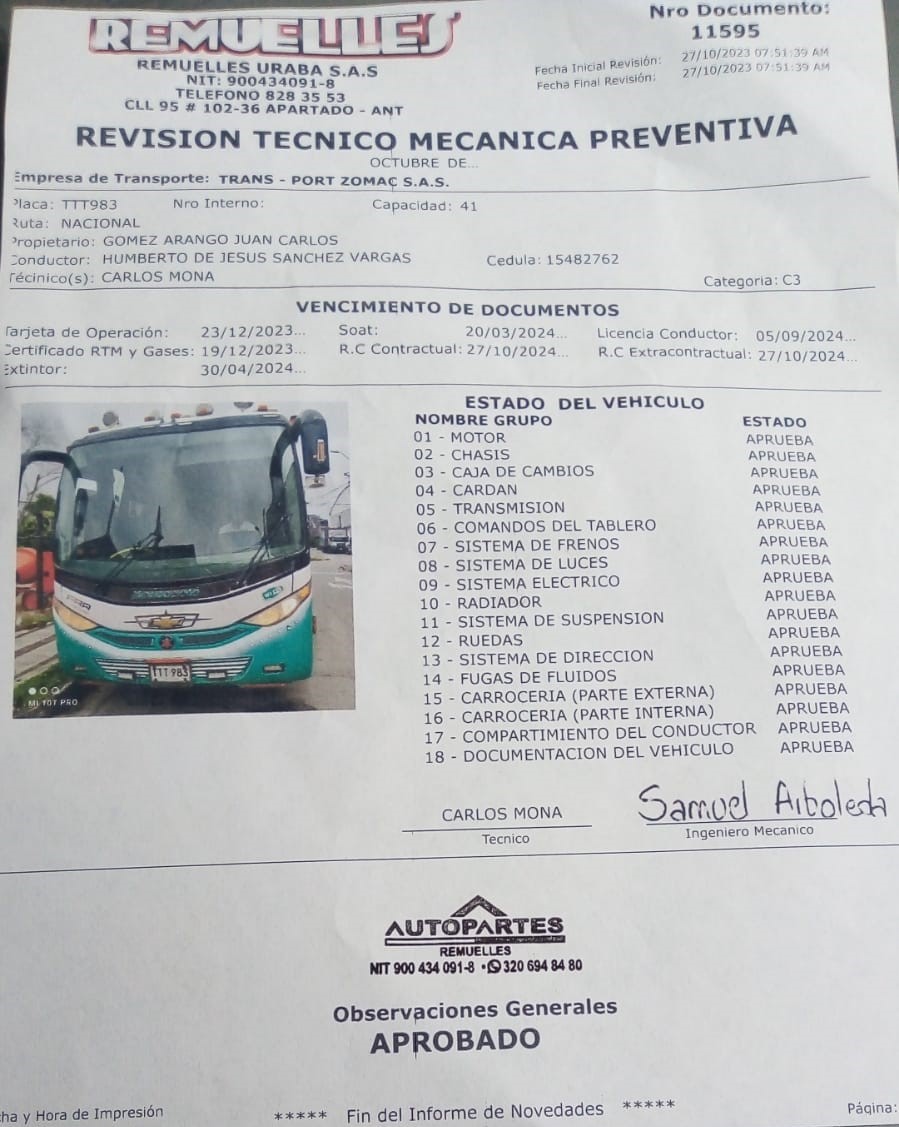 REMUELLES
REMUELLES URABA S.A.S
NIT: 900434091-8
TELEFONO 828 35 53
CLL 95 # 102-36 APARTADO - ANT
Nro Documento:
11595
Fecha Inicial Revisión: 27/10/2023 07:51:39 AM
Fecha Final Revisión: 27/10/2023 07:51:39 AM
REVISION TECNICO MECANICA PREVENTIVA
OCTUBRE DE...
Empresa de Transporte: TRANS - PORT ZOMAC S.A.S.
Placa: TTT983 Nro Interno: Capacidad: 41
Ruta: NACIONAL
Propietario: GOMEZ ARANGO JUAN CARLOS
Conductor: HUMBERTO DE JESUS SANCHEZ VARGAS Cedula: 15482762
Técinico(s): CARLOS MONA Categoria: C3
VENCIMIENTO DE DOCUMENTOS
Tarjeta de Operación: 23/12/2023... Soat: 20/03/2024... Licencia Conductor: 05/09/2024...
Certificado RTM y Gases: 19/12/2023... R.C Contractual: 27/10/2024... R.C Extracontractual: 27/10/2024...
Extintor: 30/04/2024...
ESTADO DEL VEHICULO
NOMBRE GRUPO ESTADO
01 - MOTOR APRUEBA
02 - CHASIS APRUEBA
03 - CAJA DE CAMBIOS APRUEBA
04 - CARDAN APRUEBA
05 - TRANSMISION APRUEBA
06 - COMANDOS DEL TABLERO APRUEBA
07 - SISTEMA DE FRENOS APRUEBA
08 - SISTEMA DE LUCES APRUEBA
09 - SISTEMA ELECTRICO APRUEBA
10 - RADIADOR APRUEBA
11 - SISTEMA DE SUSPENSION APRUEBA
12 - RUEDAS APRUEBA
13 - SISTEMA DE DIRECCION APRUEBA
14 - FUGAS DE FLUIDOS APRUEBA
15 - CARROCERIA (PARTE EXTERNA) APRUEBA
16 - CARROCERIA (PARTE INTERNA) APRUEBA
17 - COMPARTIMIENTO DEL CONDUCTOR APRUEBA
18 - DOCUMENTACION DEL VEHICULO APRUEBA
TTT 983
MI 10T PRO
CARLOS MONA
Tecnico
Samuel Arboleda
Ingeniero Mecanico
AUTOPARTES
REMUELLES
NIT 900 434 091-8 • 320 694 84 80
Observaciones Generales
APROBADO
cha y Hora de Impresión ***** Fin del Informe de Novedades ***** Página: